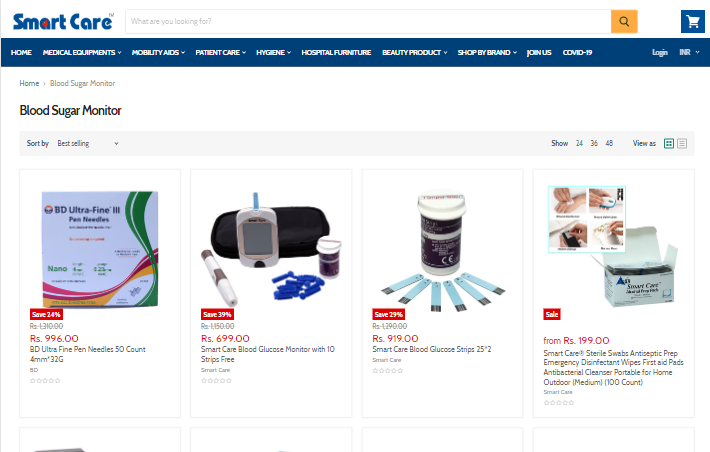 Smart Care™
What are you looking for?
HOME MEDICAL EQUIPMENTS MOBILITY AIDS PATIENT CARE HYGIENE HOSPITAL FURNITURE BEAUTY PRODUCT SHOP BY BRAND JOIN US COVID-19 Login INR
Home › Blood Sugar Monitor
Blood Sugar Monitor
Sort by Best selling
Show 24 36 48 View as
BD Ultra-Fine™ III
Pen Needles
Nano
Smart Care™
Alcohol Prep Pads
Save 24%
Rs. 1,310.00
Rs. 996.00
BD Ultra Fine Pen Needles 50 Count
4mm*32G
BD
Save 39%
Rs. 1,150.00
Rs. 699.00
Smart Care Blood Glucose Monitor with 10
Strips Free
Smart Care
Save 29%
Rs. 1,290.00
Rs. 919.00
Smart Care Blood Glucose Strips 25*2
Smart Care
Sale
from Rs. 199.00
Smart Care® Sterile Swabs Antiseptic Prep
Emergency Disinfectant Wipes First aid Pads
Antibacterial Cleanser Portable for Home
Outdoor (Medium) (100 Count)
Smart Care